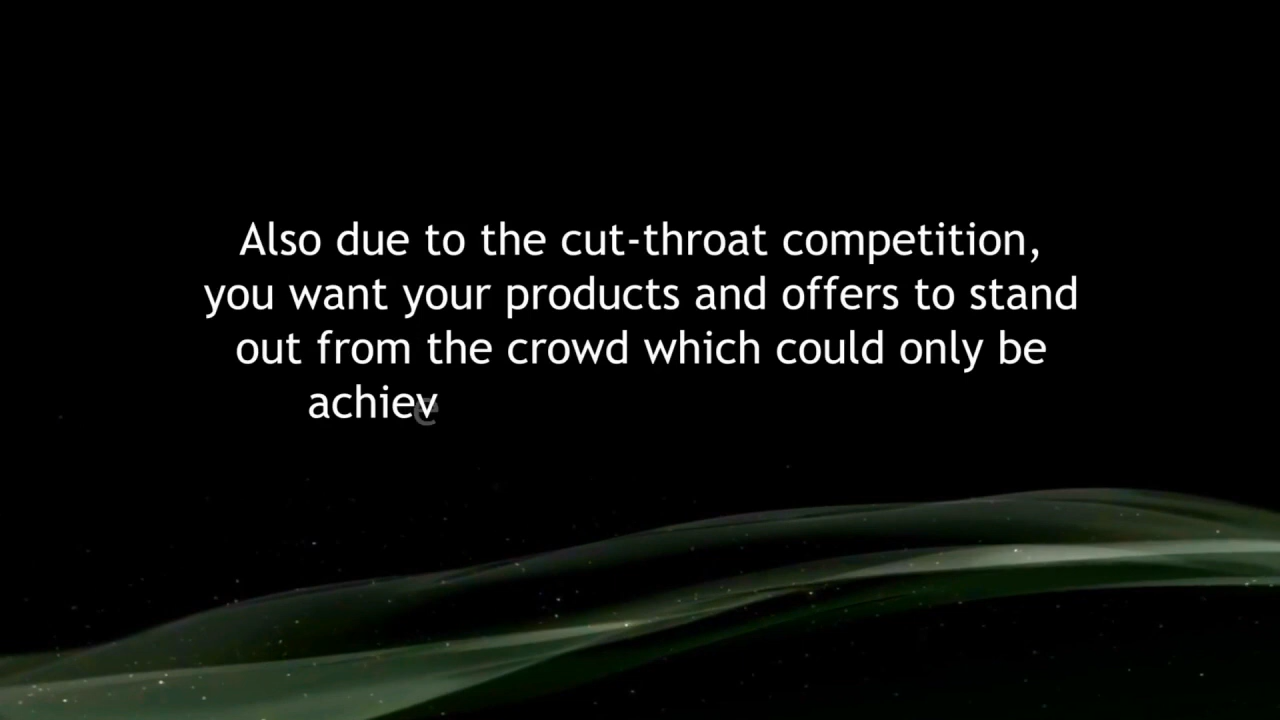 Also due to the cut-throat competition,
you want your products and offers to stand
out from the crowd which could only be
achieve